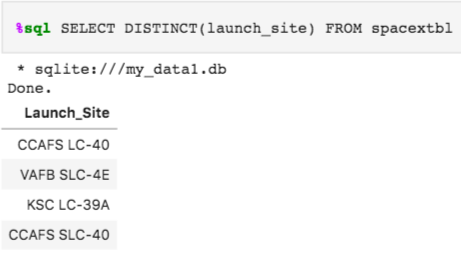 %sql SELECT DISTINCT(launch_site) FROM spacextbl
* sqlite:///my_data1.db
Done.
Launch_Site
CCAFS LC-40
VAFB SLC-4E
KSC LC-39A
CCAFS SLC-40